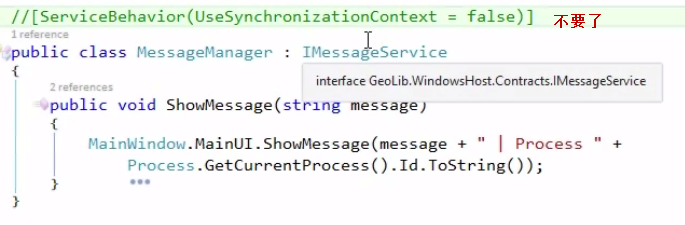 //[ServiceBehavior(UseSynchronizationContext = false)] 不要了
1 reference
public class MessageManager : IMessageService
{
interface GeoLib.WindowsHost.Contracts.IMessageService
2 references
public void ShowMessage(string message)
{
MainWindow.MainUI.ShowMessage(message + " | Process " +
Process.GetCurrentProcess().Id.ToString());
}
}